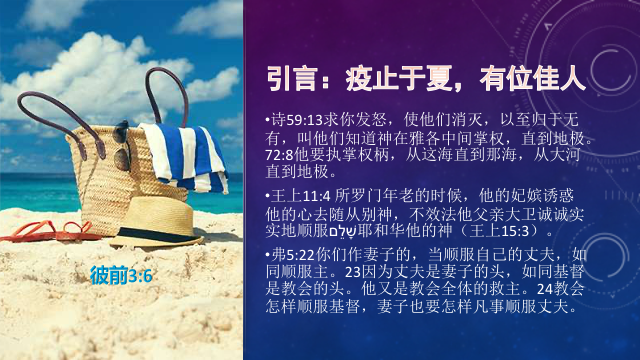 引言：疫止于夏，有位佳人
•诗59:13求你发怒，使他们消灭，以至归于无
有，叫他们知道神在雅各中间掌权，直到地极。
72:8他要执掌权柄，从这海直到那海，从大河
直到地极。
•王上11:4 所罗门年老的时候，他的妃嫔诱惑
他的心去随从别神，不效法他父亲大卫诚诚实
实地顺服שָׁלֵם耶和华他的神（王上15:3）。
•弗5:22你们作妻子的，当顺服自己的丈夫，如
同顺服主。23因为丈夫是妻子的头，如同基督
是教会的头。他又是教会全体的救主。24教会
怎样顺服基督，妻子也要怎样凡事顺服丈夫。
彼前3:6